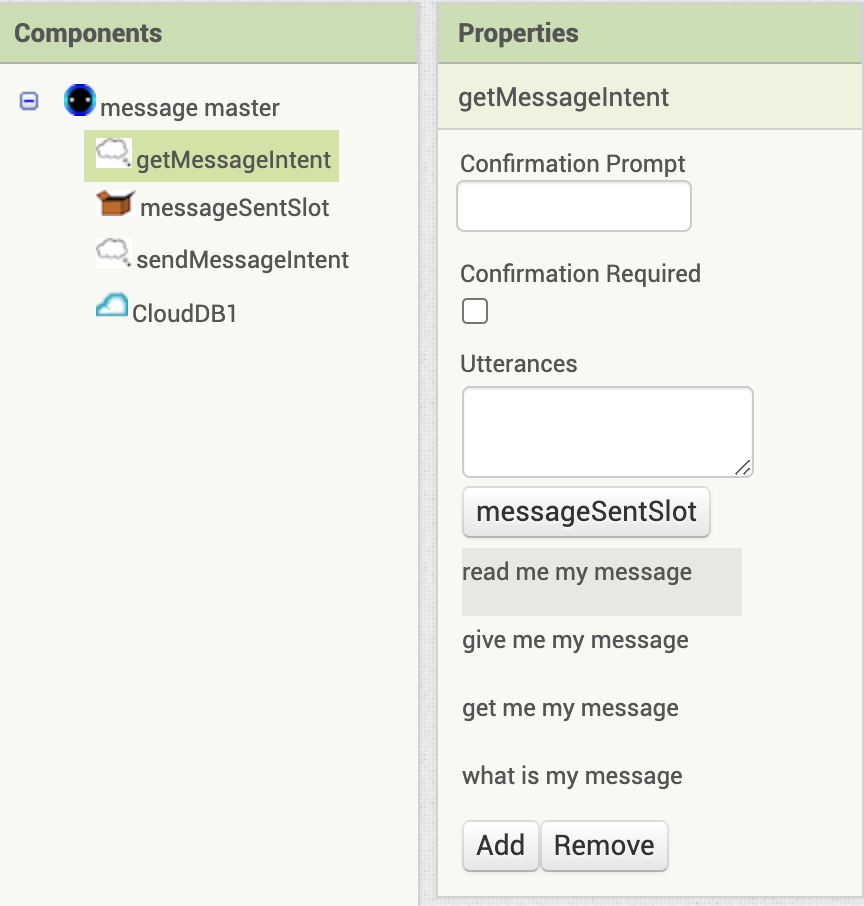 Components
message master
getMessageIntent
messageSentSlot
sendMessageIntent
CloudDB1
Properties
getMessageIntent
Confirmation Prompt
Confirmation Required
Utterances
messageSentSlot
read me my message
give me my message
get me my message
what is my message
Add Remove